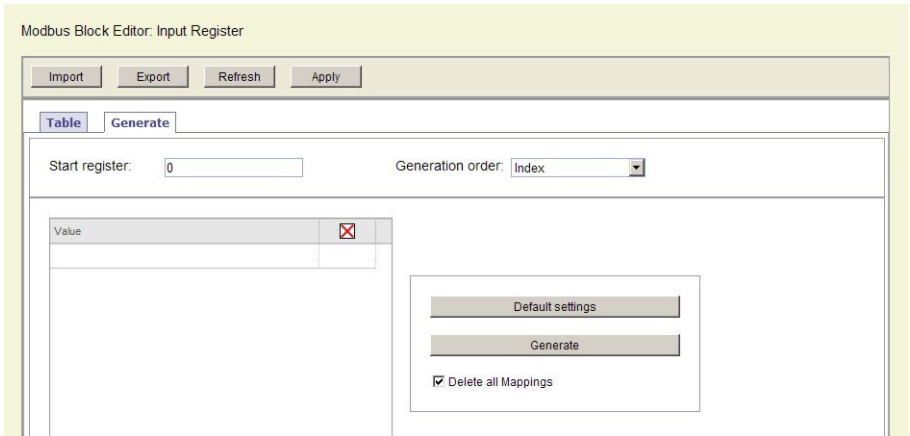 Modbus Block Editor: Input Register
Import Export Refresh Apply
Table Generate
Start register: 0 Generation order: Index
Value
Default settings
Generate
Delete all Mappings